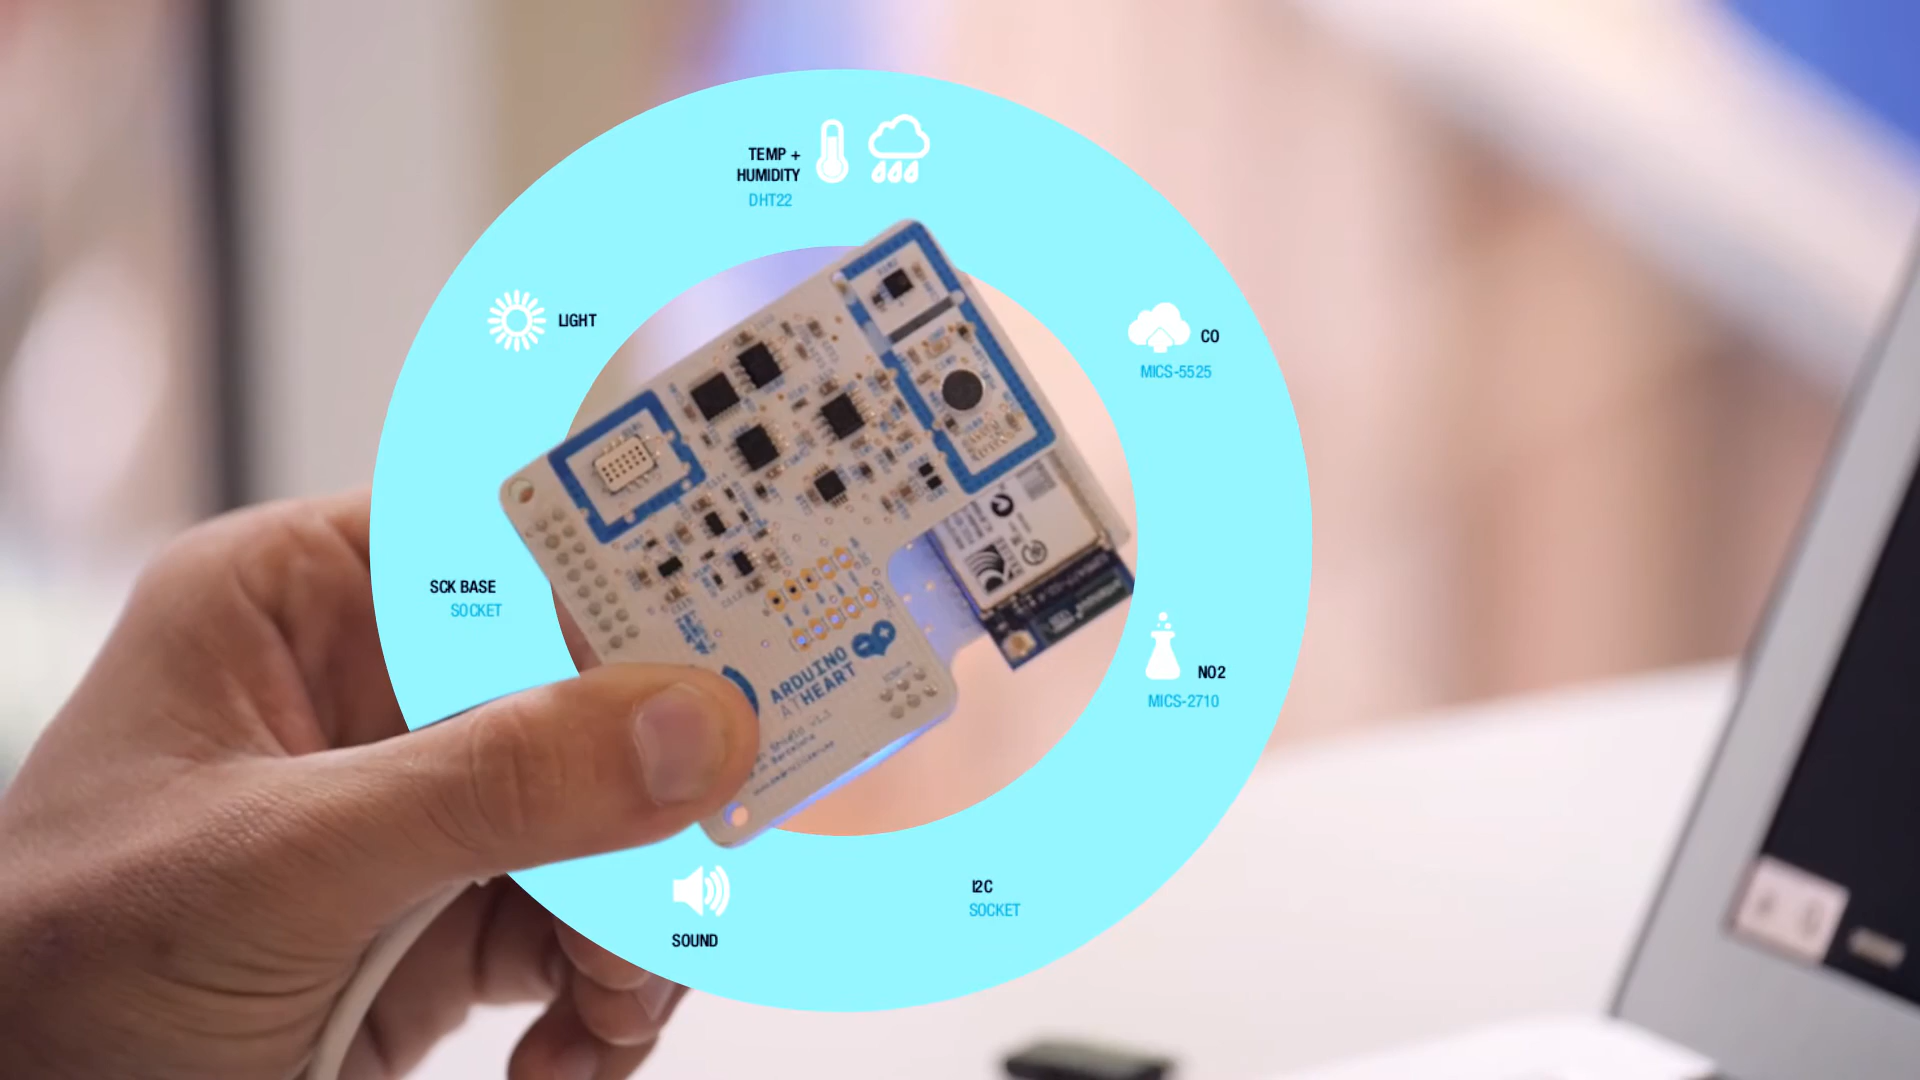 TEMP +
HUMIDITY
DHT22
LIGHT
CO
MICS-5525
SCK BASE
SOCKET
NO2
MICS-2710
ARDUINO
AT HEART
I2C
SOCKET
SOUND